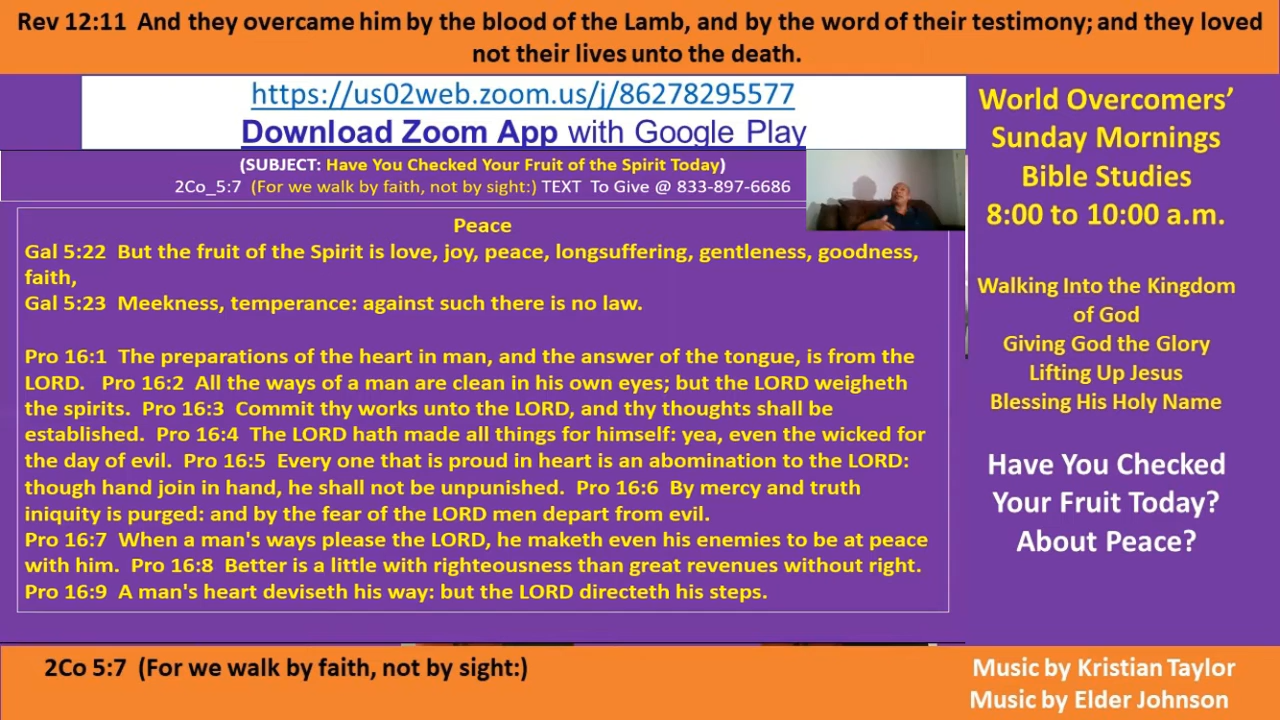 Rev 12:11  And they overcame him by the blood of the Lamb, and by the word of their testimony; and they loved
not their lives unto the death.
https://us02web.zoom.us/j/86278295577
Download Zoom App with Google Play
(SUBJECT: Have You Checked Your Fruit of the Spirit Today)
2Co_5:7  (For we walk by faith, not by sight:) TEXT  To Give @ 833-897-6686
Peace
Gal 5:22  But the fruit of the Spirit is love, joy, peace, longsuffering, gentleness, goodness,
faith,
Gal 5:23  Meekness, temperance: against such there is no law.
Pro 16:1  The preparations of the heart in man, and the answer of the tongue, is from the
LORD.   Pro 16:2  All the ways of a man are clean in his own eyes; but the LORD weigheth
the spirits.  Pro 16:3  Commit thy works unto the LORD, and thy thoughts shall be
established.  Pro 16:4  The LORD hath made all things for himself: yea, even the wicked for
the day of evil.  Pro 16:5  Every one that is proud in heart is an abomination to the LORD:
though hand join in hand, he shall not be unpunished.  Pro 16:6  By mercy and truth
iniquity is purged: and by the fear of the LORD men depart from evil.
Pro 16:7  When a man's ways please the LORD, he maketh even his enemies to be at peace
with him.  Pro 16:8  Better is a little with righteousness than great revenues without right.
Pro 16:9  A man's heart deviseth his way: but the LORD directeth his steps.
World Overcomers’
Sunday Mornings
Bible Studies
8:00 to 10:00 a.m.
Walking Into the Kingdom
of God
Giving God the Glory
Lifting Up Jesus
Blessing His Holy Name
Have You Checked
Your Fruit Today?
About Peace?
2Co 5:7  (For we walk by faith, not by sight:)
Music by Kristian Taylor
Music by Elder Johnson